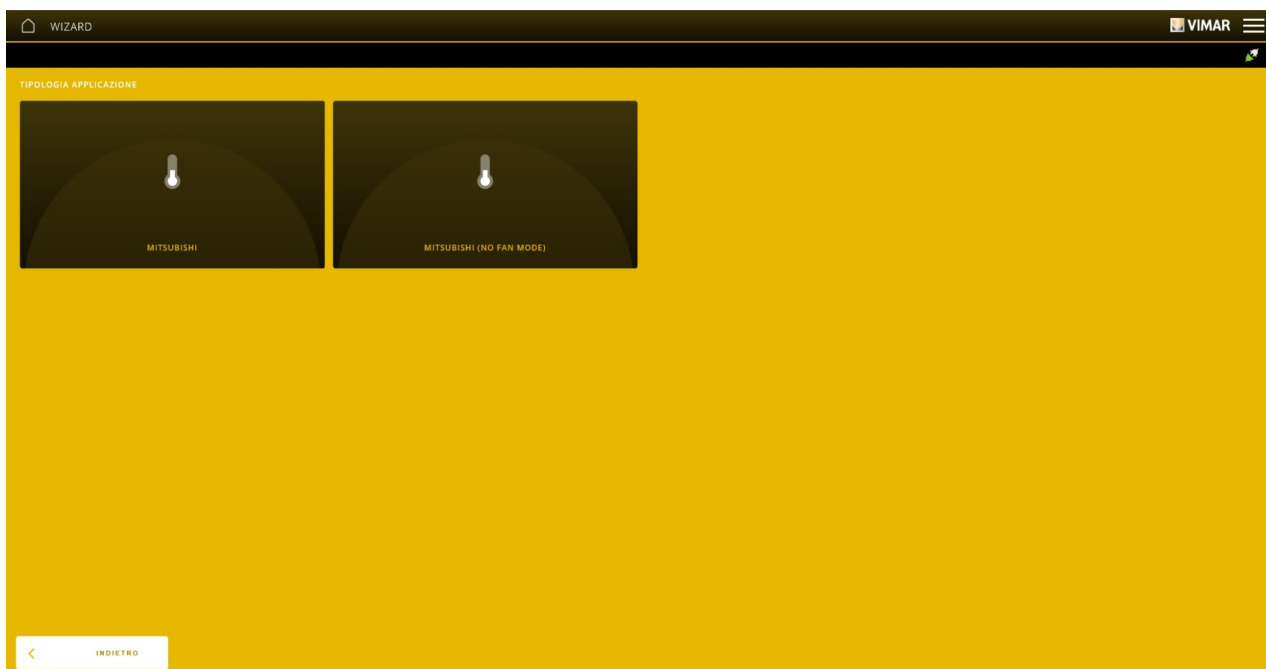 WIZARD
VIMAR
TIPOLOGIA APPLICAZIONE
MITSUBISHI
MITSUBISHI (NO FAN MODE)
INDIETRO